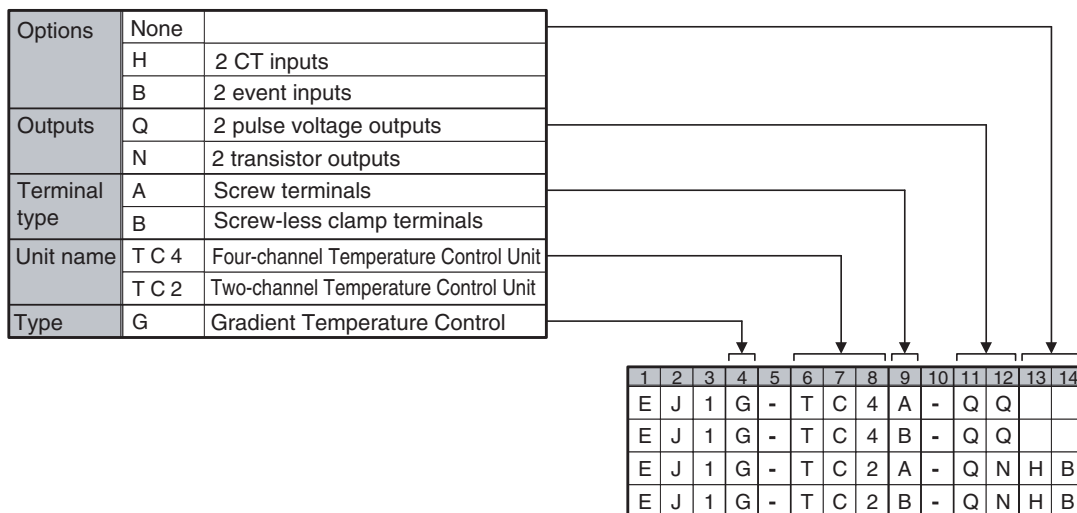 Options None
H 2 CT inputs
B 2 event inputs
Outputs Q 2 pulse voltage outputs
N 2 transistor outputs
Terminal type A Screw terminals
B Screw-less clamp terminals
Unit name T C 4 Four-channel Temperature Control Unit
T C 2 Two-channel Temperature Control Unit
Type G Gradient Temperature Control
1 2 3 4 5 6 7 8 9 10 11 12 13 14
E J 1 G - T C 4 A - Q Q
E J 1 G - T C 4 B - Q Q
E J 1 G - T C 2 A - Q N H B
E J 1 G - T C 2 B - Q N H B